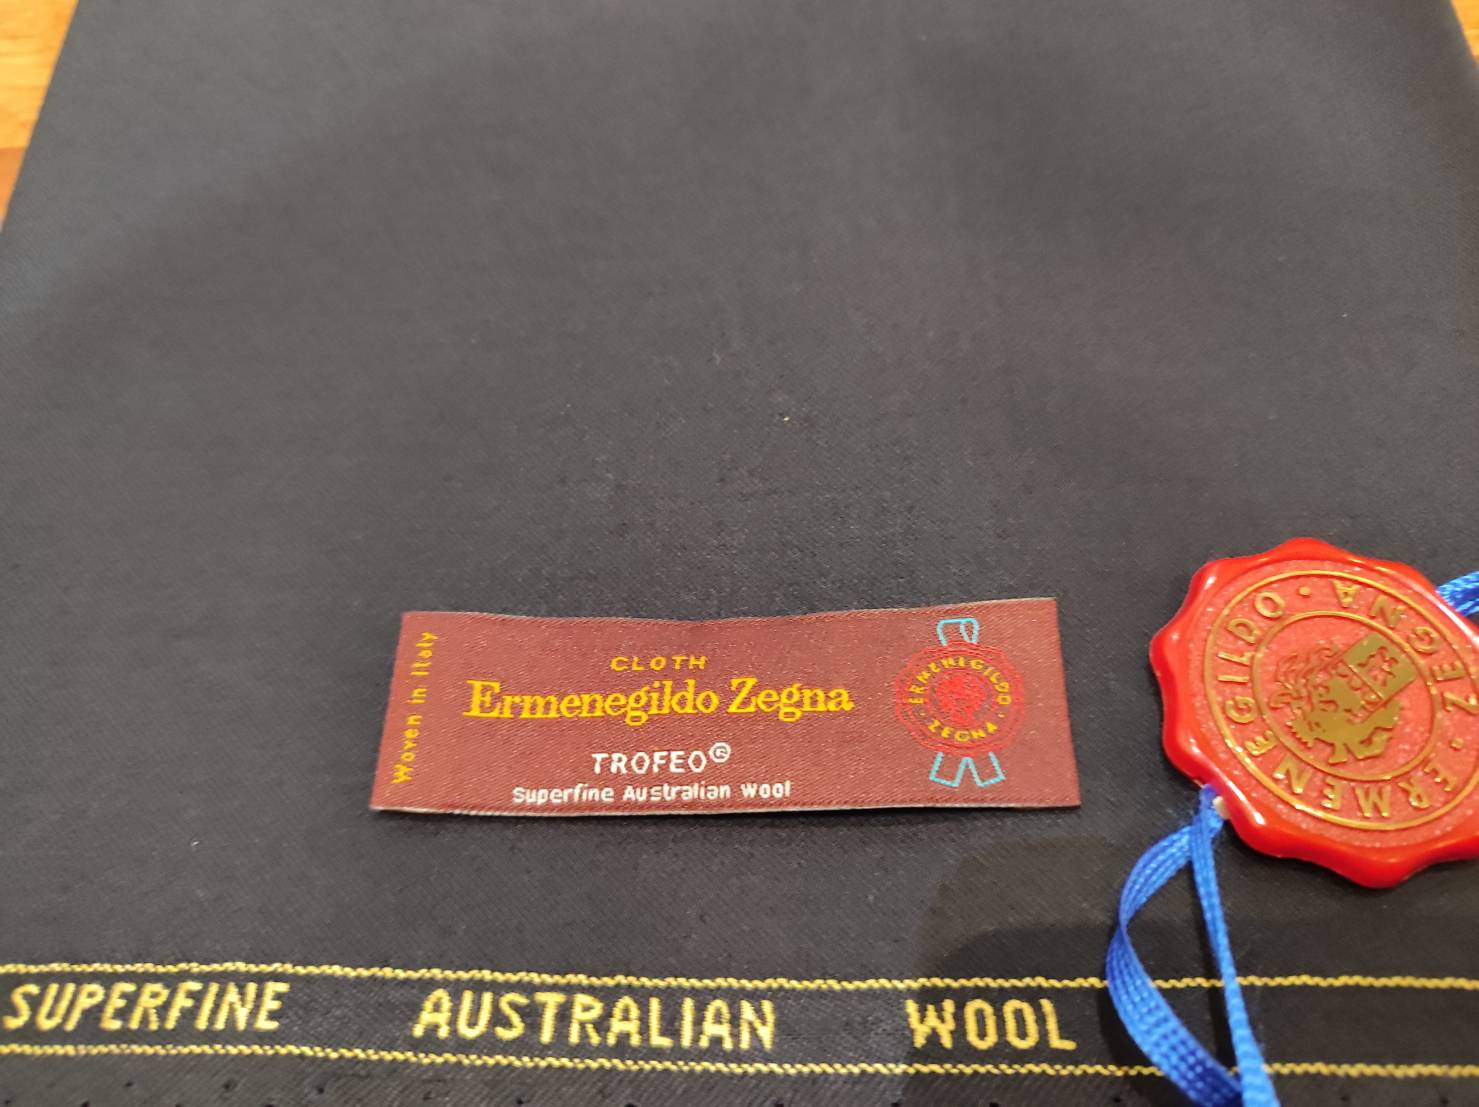 Woven in Italy
CLOTH
Ermenegildo Zegna
TROFEO®
Superfine Australian Wool
ERMENEGILDO
ZEGNA
ERMENEGILDO · ZEGNA ·
SUPERFINE AUSTRALIAN WOOL